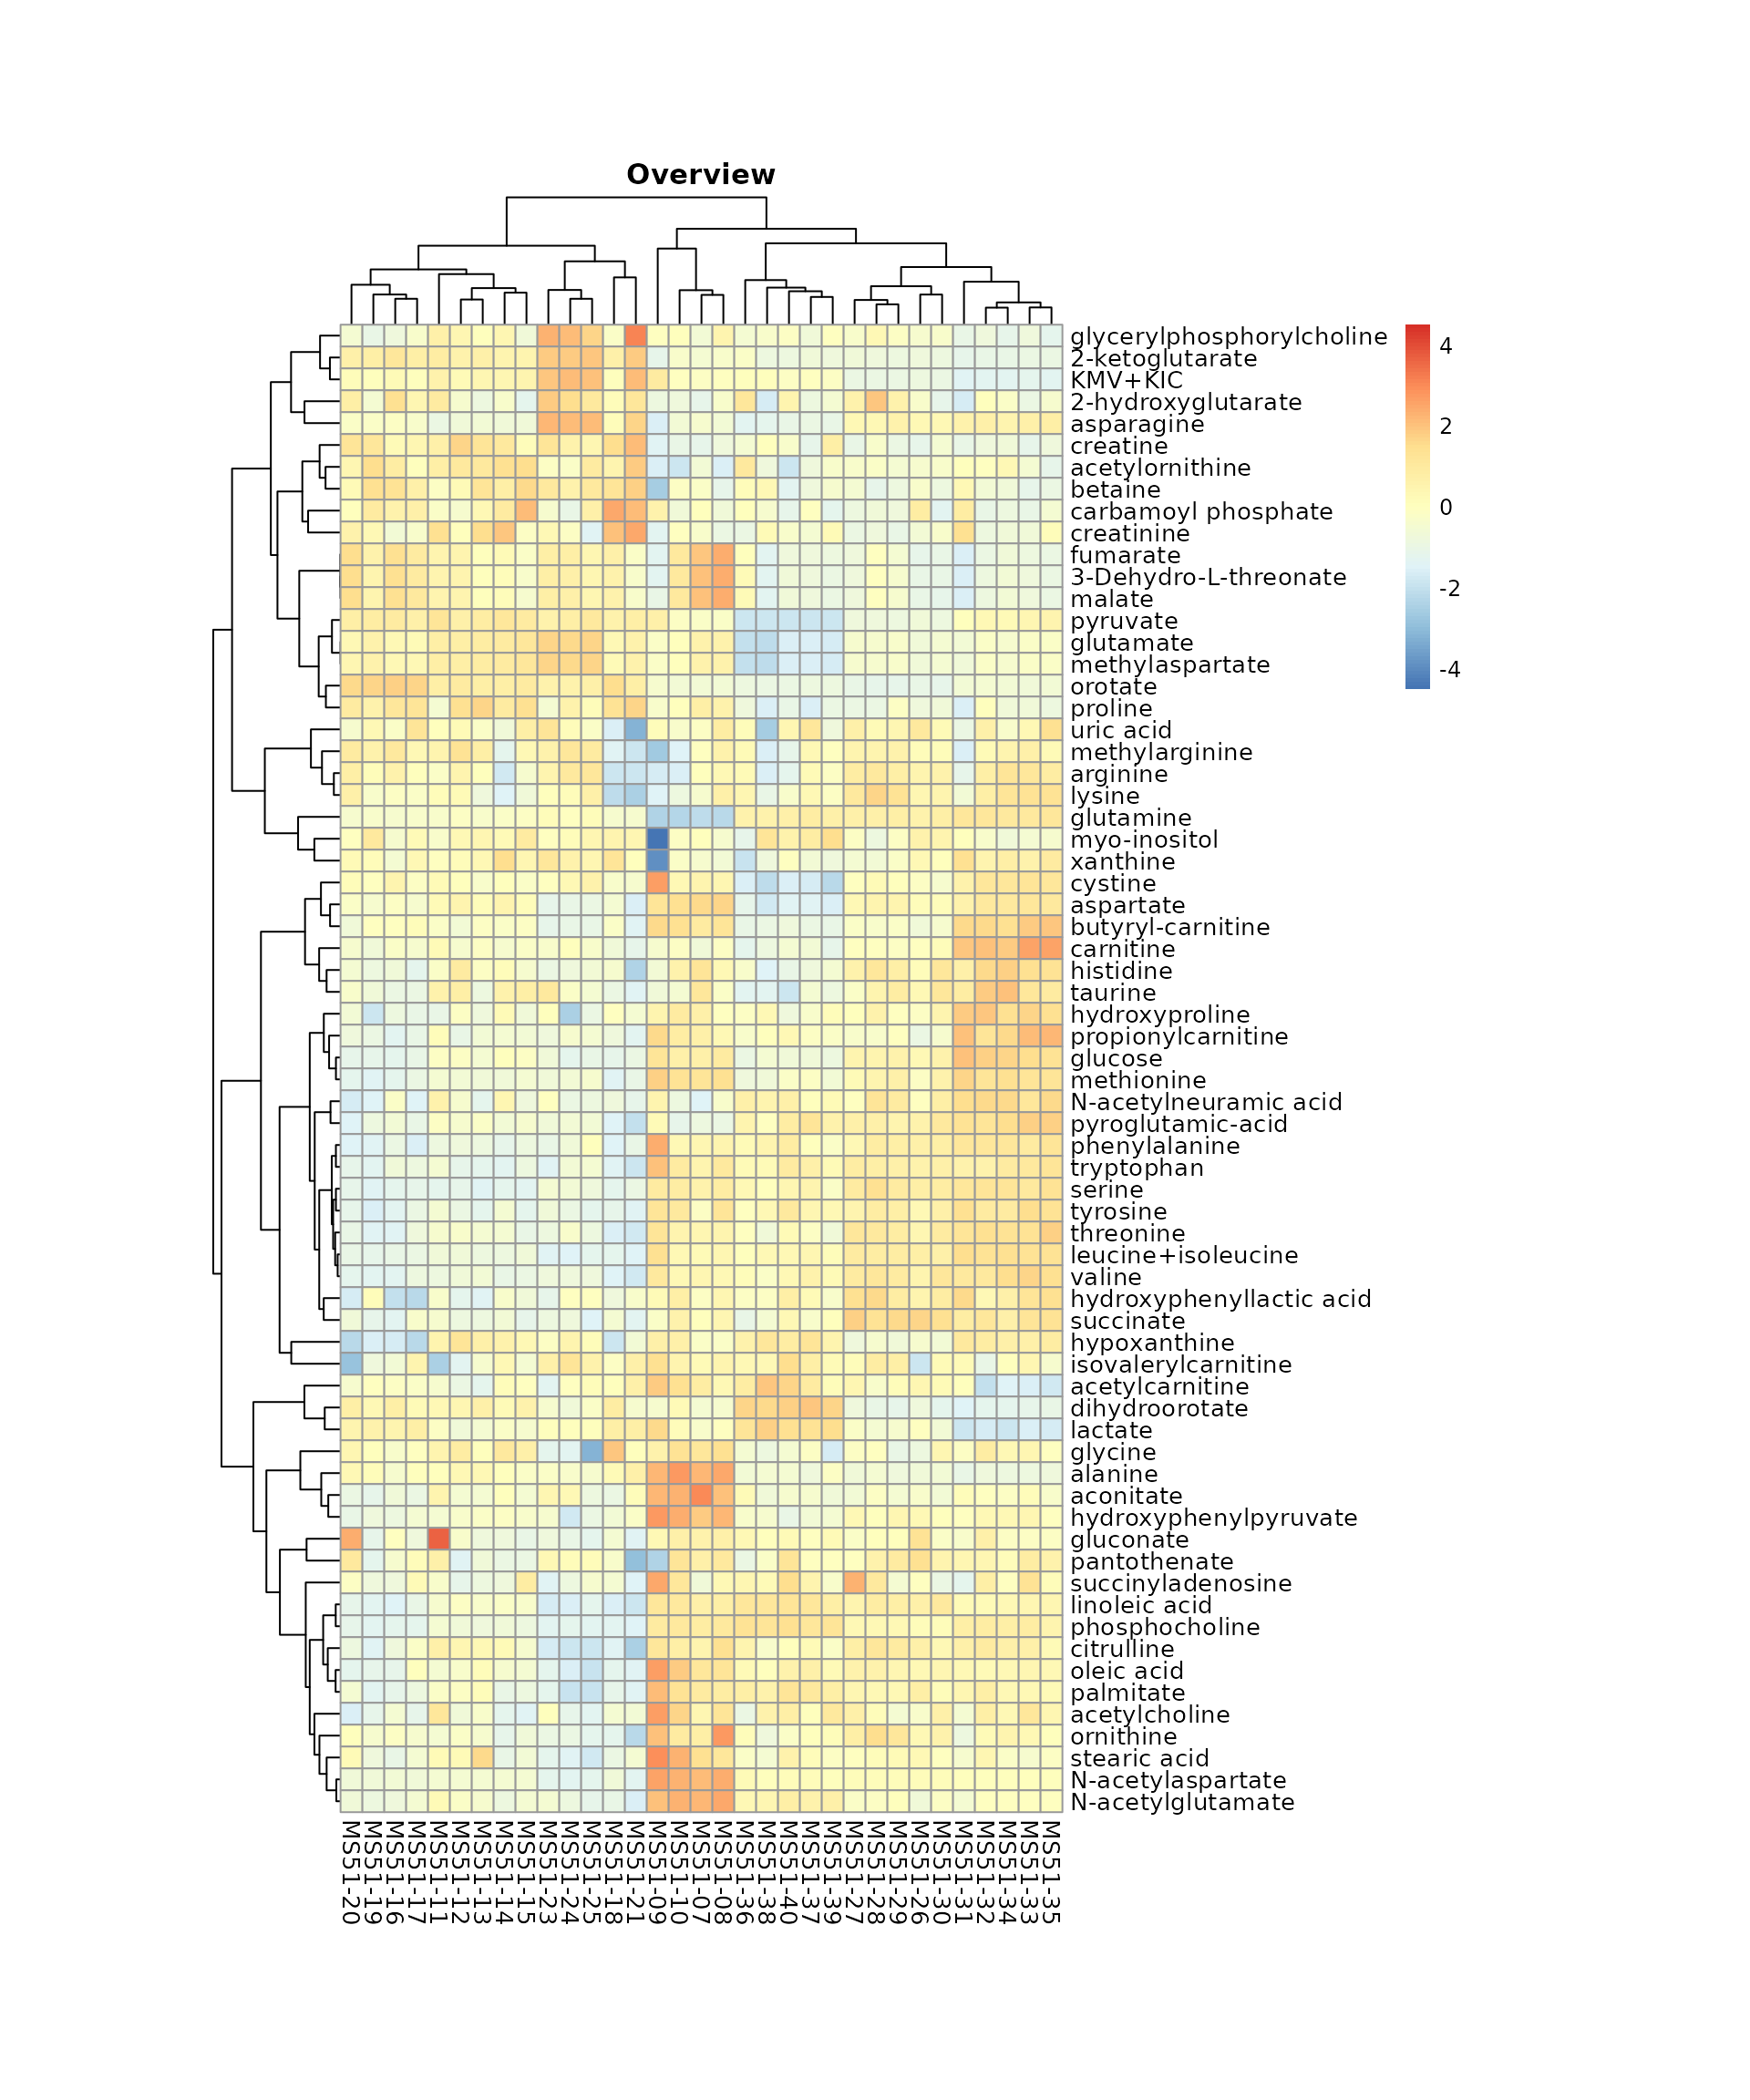 Overview
glycerylphosphorylcholine
2-ketoglutarate
KMV+KIC
2-hydroxyglutarate
asparagine
creatine
acetylornithine
betaine
carbamoyl phosphate
creatinine
fumarate
3-Dehydro-L-threonate
malate
pyruvate
glutamate
methylaspartate
orotate
proline
uric acid
methylarginine
arginine
lysine
glutamine
myo-inositol
xanthine
cystine
aspartate
butyryl-carnitine
carnitine
histidine
taurine
hydroxyproline
propionylcarnitine
glucose
methionine
N-acetylneuramic acid
pyroglutamic-acid
phenylalanine
tryptophan
serine
tyrosine
threonine
leucine+isoleucine
valine
hydroxyphenyllactic acid
succinate
hypoxanthine
isovalerylcarnitine
acetylcarnitine
dihydroorotate
lactate
glycine
alanine
aconitate
hydroxyphenylpyruvate
gluconate
pantothenate
succinyladenosine
linoleic acid
phosphocholine
citrulline
oleic acid
palmitate
acetylcholine
ornithine
stearic acid
N-acetylaspartate
N-acetylglutamate
4
2
0
-2
-4
MS51-20
MS51-19
MS51-16
MS51-17
MS51-11
MS51-12
MS51-13
MS51-14
MS51-15
MS51-23
MS51-24
MS51-25
MS51-18
MS51-21
MS51-09
MS51-10
MS51-07
MS51-08
MS51-36
MS51-38
MS51-40
MS51-37
MS51-39
MS51-27
MS51-28
MS51-29
MS51-26
MS51-30
MS51-31
MS51-32
MS51-34
MS51-33
MS51-35